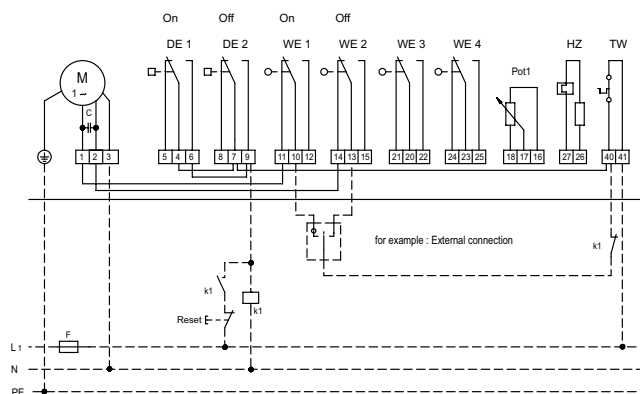 On Off On Off
DE 1 DE 2 WE 1 WE 2 WE 3 WE 4 HZ TW
Pot1
M
1~
C
1 2 3 5 4 6 8 7 9 11 10 12 14 13 15 21 20 22 24 23 25 18 17 16 27 26 40 41
for example : External connection
k1
k1
k1
Reset
F
L1
N
PE